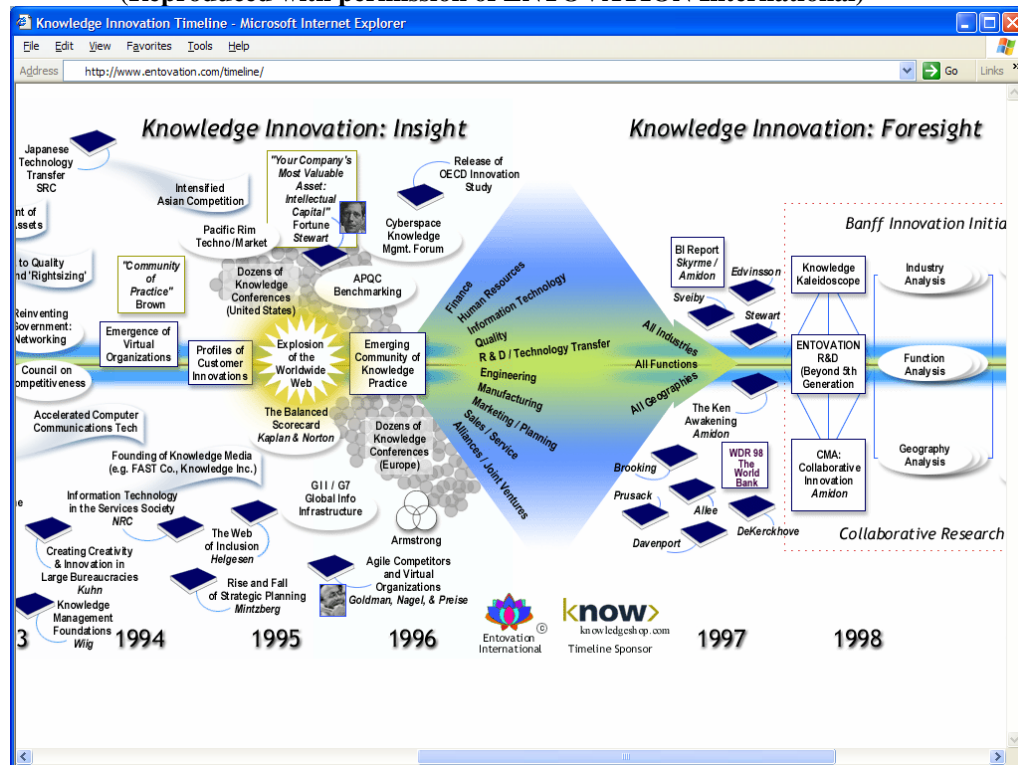 (Reproduced with permission of ENTOVATION International)
Knowledge Innovation Timeline - Microsoft Internet Explorer
File Edit View Favorites Tools Help
Address http://www.entovation.com/timeline/ Go Links »
Knowledge Innovation: Insight
Knowledge Innovation: Foresight
Japanese
Technology
Transfer
SRC
Intensified
Asian Competition
"Your Company's
Most Valuable
Asset:
Intellectual
Capital"
Fortune
Stewart
Release of
OECD Innovation
Study
nt of
Assets
Pacific Rim
Techno/Market
Cyberspace
Knowledge
Mgmt. Forum
to Quality
nd 'Rightsizing'
"Community
of
Practice"
Brown
Dozens of
Knowledge
Conferences
(United States)
APQC
Benchmarking
Reinventing
Government:
Networking
Emergence of
Virtual
Organizations
Profiles of
Customer
Innovations
Explosion
of the
Worldwide
Web
Emerging
Community of
Knowledge
Practice
Council on
ompetitiveness
Finance
Human Resources
Information Technology
Quality
R & D / Technology Transfer
Engineering
Manufacturing
Marketing / Planning
Sales / Service
Alliances / Joint Ventures
All Industries
All Functions
All Geographies
BI Report
Skyrme /
Amidon
Edvinsson
Sveiby
Stewart
Banff Innovation Initia
Knowledge
Kaleidoscope
Industry
Analysis
ENTOVATION
R&D
(Beyond 5th
Generation
Function
Analysis
Accelerated Computer
Communications Tech
The Balanced
Scorecard
Kaplan & Norton
Dozens of
Knowledge
Conferences
(Europe)
The Ken
Awakening
Amidon
Founding of Knowledge Media
(e.g. FAST Co., Knowledge Inc.)
Brooking
WDR 98
The
World
Bank
CMA:
Collaborative
Innovation
Amidon
Geography
Analysis
Information Technology
in the Services Society
NRC
GII / G7
Global Info
Infrastructure
Prusack
Allee
DeKerckhove
Davenport
Collaborative Research
The Web
of Inclusion
Helgesen
Armstrong
Creating Creativity
& Innovation in
Large Bureaucracies
Kuhn
Rise and Fall
of Strategic Planning
Mintzberg
Agile Competitors
and Virtual
Organizations
Goldman, Nagel, & Preise
Knowledge
Management
Foundations
Wiig
Entovation
International
©
know>
knowledgeshop.com
Timeline Sponsor
3 1994 1995 1996 1997 1998